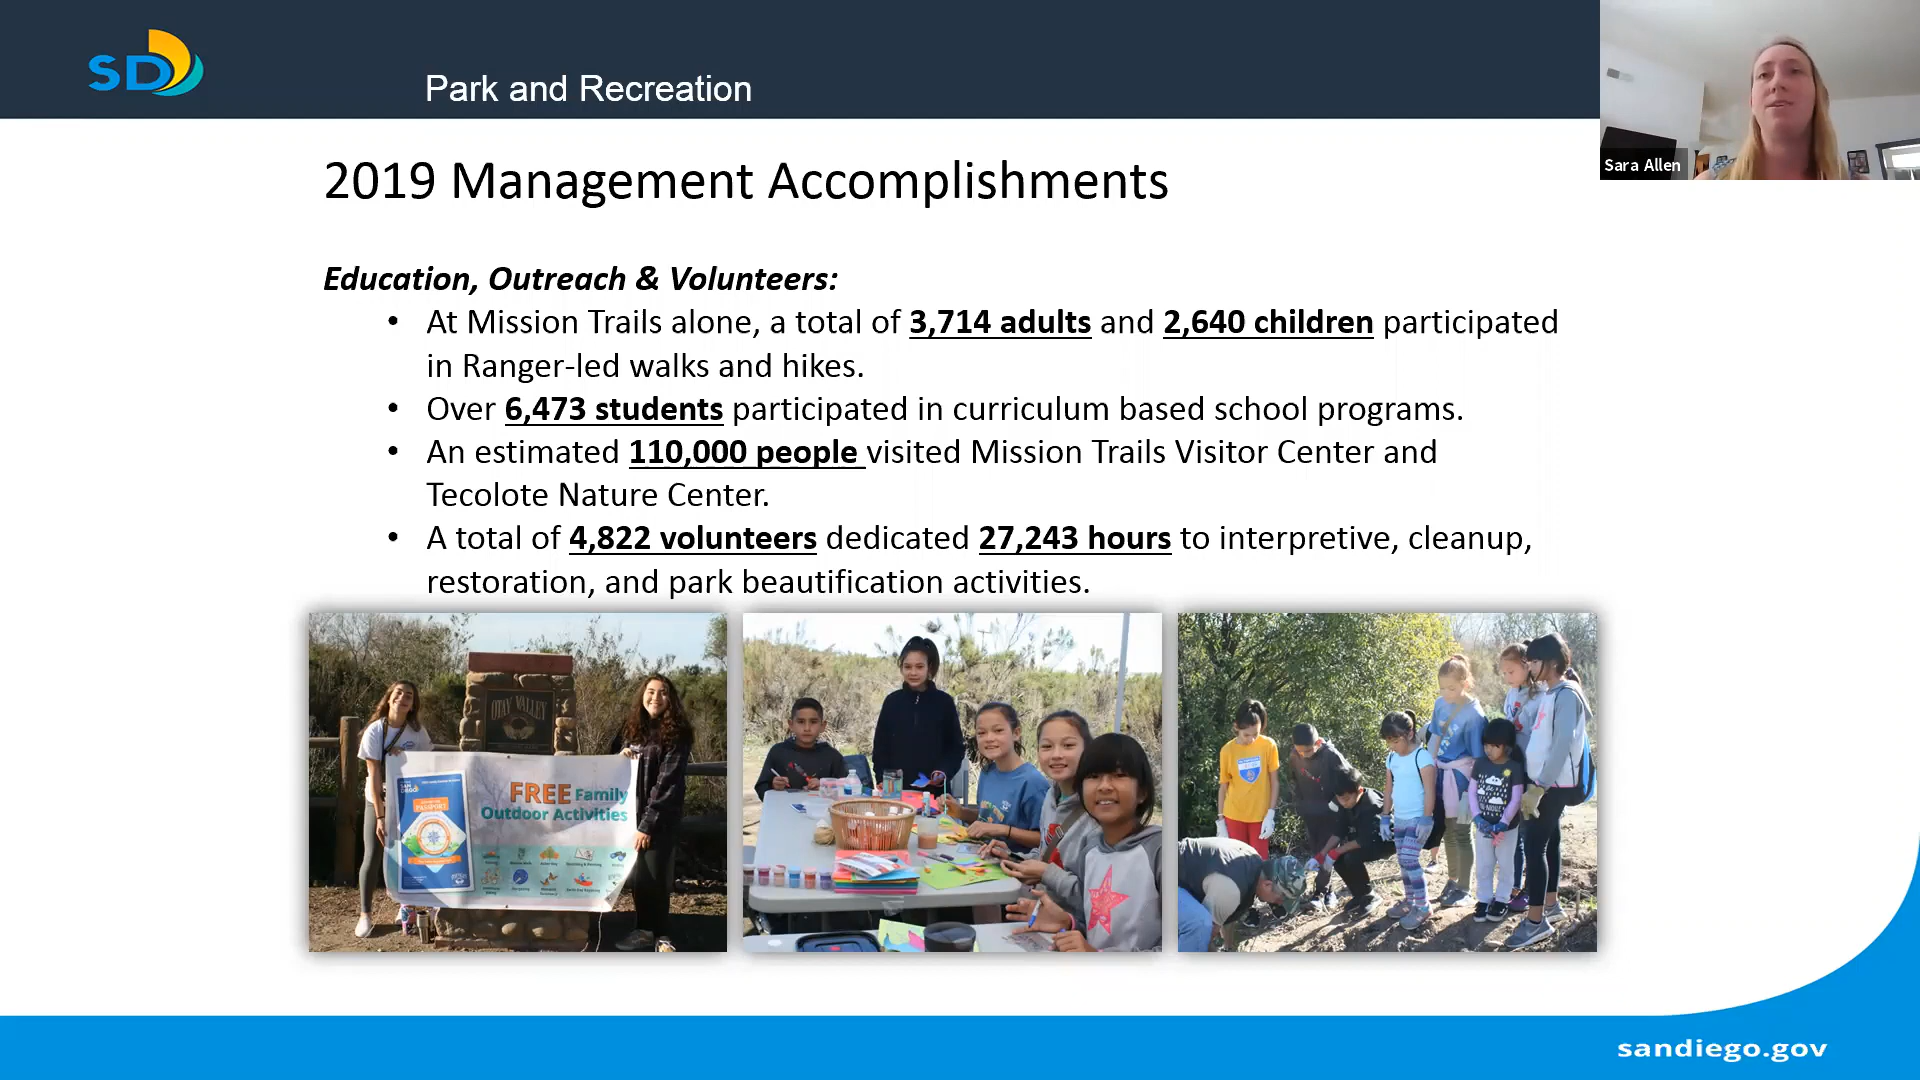 SD
Park and Recreation
Sara Allen
2019 Management Accomplishments
Education, Outreach & Volunteers:
• At Mission Trails alone, a total of 3,714 adults and 2,640 children participated
in Ranger-led walks and hikes.
• Over 6,473 students participated in curriculum based school programs.
• An estimated 110,000 people visited Mission Trails Visitor Center and
Tecolote Nature Center.
• A total of 4,822 volunteers dedicated 27,243 hours to interpretive, cleanup,
restoration, and park beautification activities.
OTAY VALLEY
PASSPORT
FREE Family
Outdoor Activities
sandiego.gov